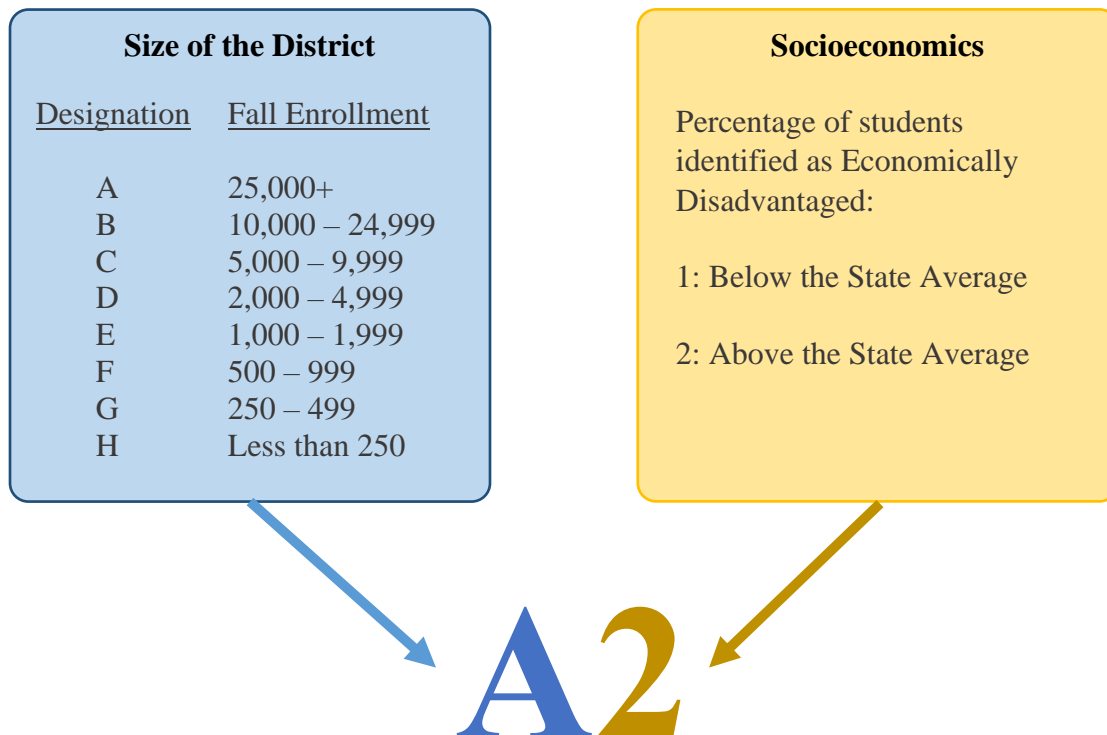 Size of the District
Designation Fall Enrollment
A 25,000+
B 10,000 – 24,999
C 5,000 – 9,999
D 2,000 – 4,999
E 1,000 – 1,999
F 500 – 999
G 250 – 499
H Less than 250
Socioeconomics
Percentage of students
identified as Economically
Disadvantaged:
1: Below the State Average
2: Above the State Average
A2